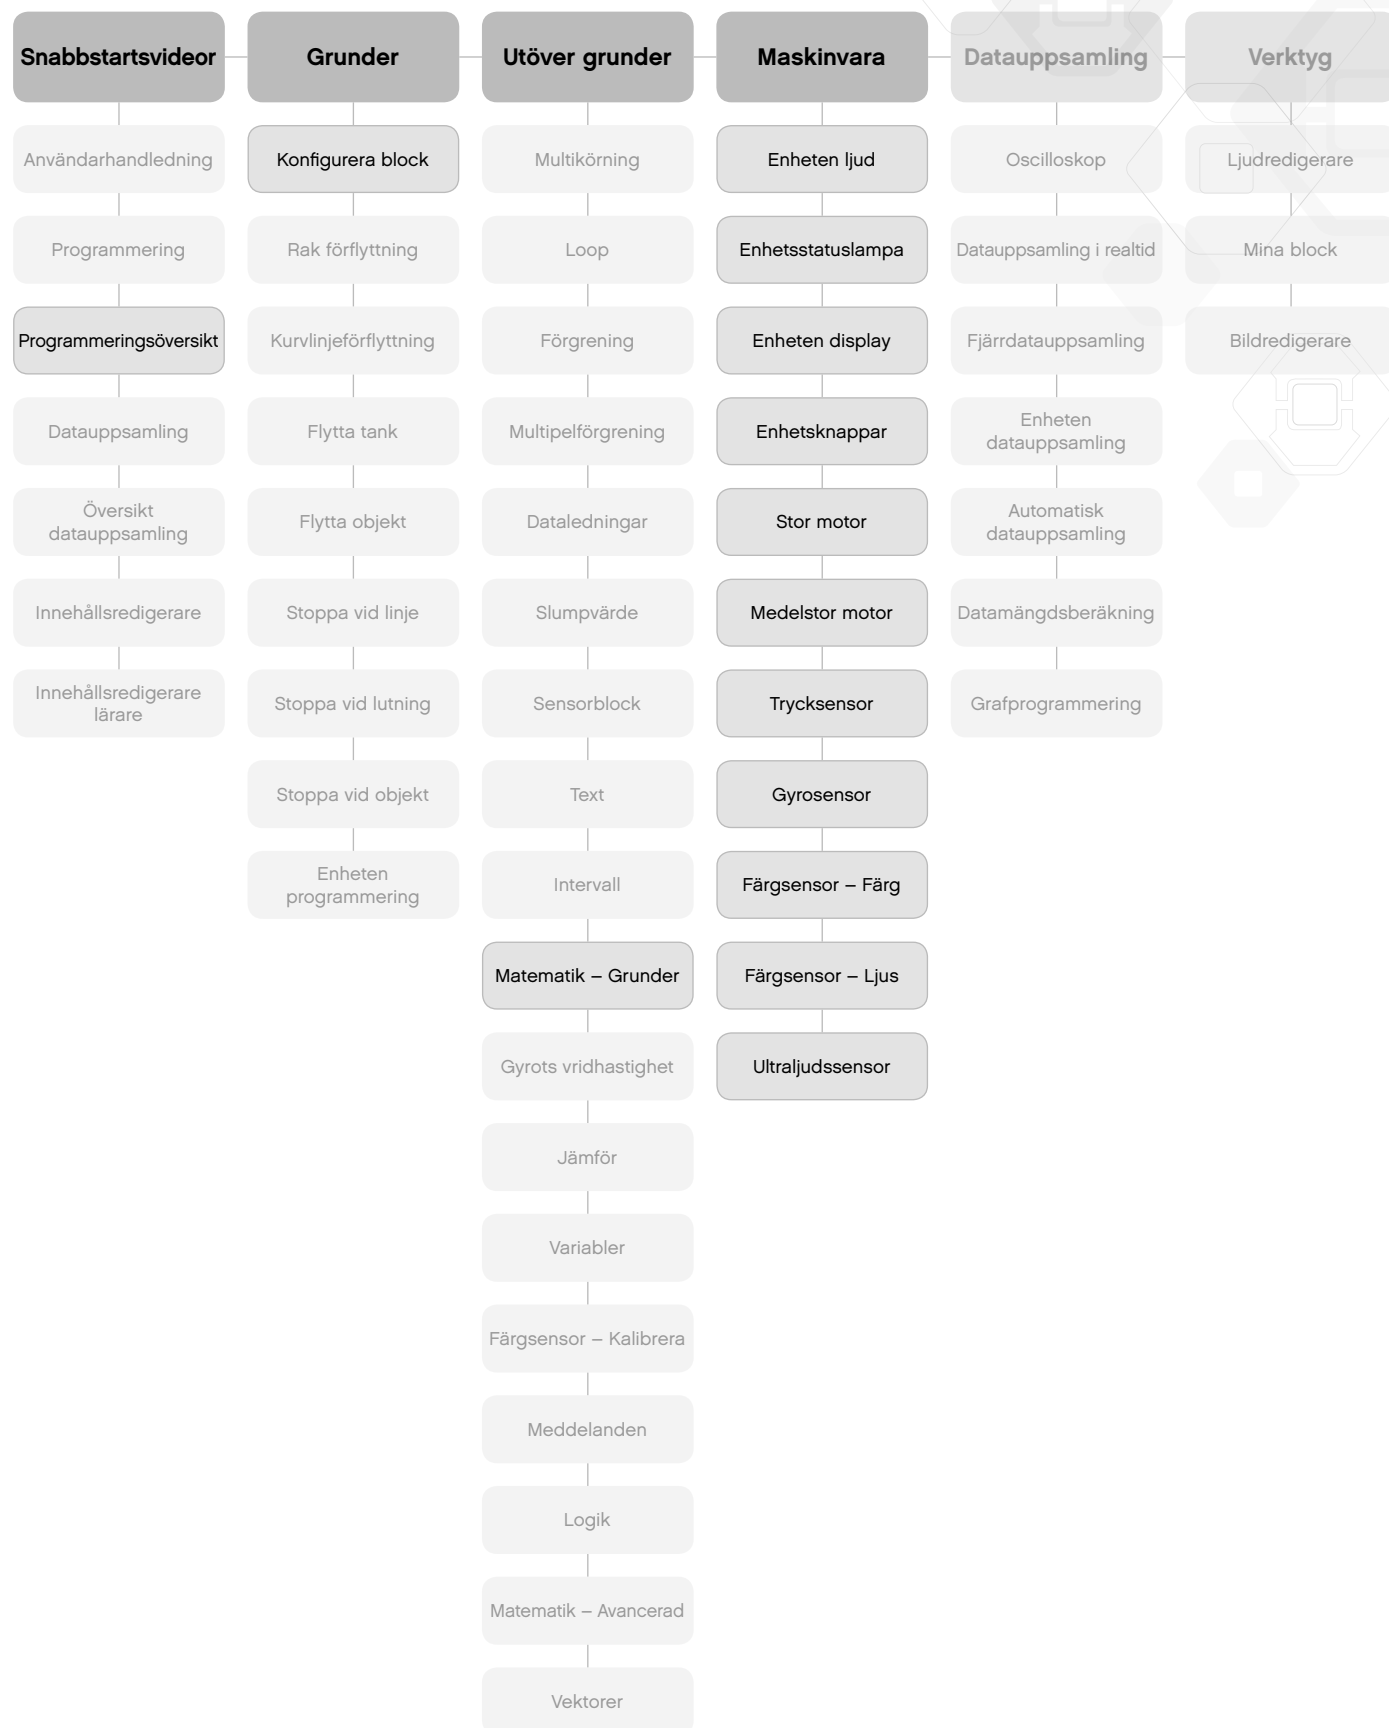 Snabbstartsvideor
Användarhandledning
Programmering
Programmeringsöversikt
Datauppsamling
Översikt
datauppsamling
Innehållsredigerare
Innehållsredigerare
lärare
Grunder
Konfigurera block
Rak förflyttning
Kurvlinjeförflyttning
Flytta tank
Flytta objekt
Stoppa vid linje
Stoppa vid lutning
Stoppa vid objekt
Enheten
programmering
Utöver grunder
Multikörning
Loop
Förgrening
Multipelförgrening
Dataledningar
Slumpvärde
Sensorblock
Text
Intervall
Matematik – Grunder
Gyrots vridhastighet
Jämför
Variabler
Färgsensor – Kalibrera
Meddelanden
Logik
Matematik – Avancerad
Vektorer
Maskinvara
Enheten ljud
Enhetsstatuslampa
Enheten display
Enhetsknappar
Stor motor
Medelstor motor
Trycksensor
Gyrosensor
Färgsensor – Färg
Färgsensor – Ljus
Ultraljudssensor
Datauppsamling
Oscilloskop
Datauppsamling i realtid
Fjärrdatauppsamling
Enheten
datauppsamling
Automatisk
datauppsamling
Datamängdsberäkning
Grafprogrammering
Verktyg
Ljudredigerare
Mina block
Bildredigerare